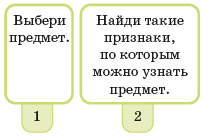 Выбери
предмет.
1
Найди такие
признаки,
по которым
можно узнать
предмет.
2